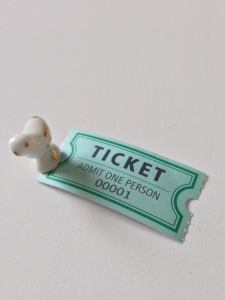 TICKET
ADMIT ONE PERSON
00001